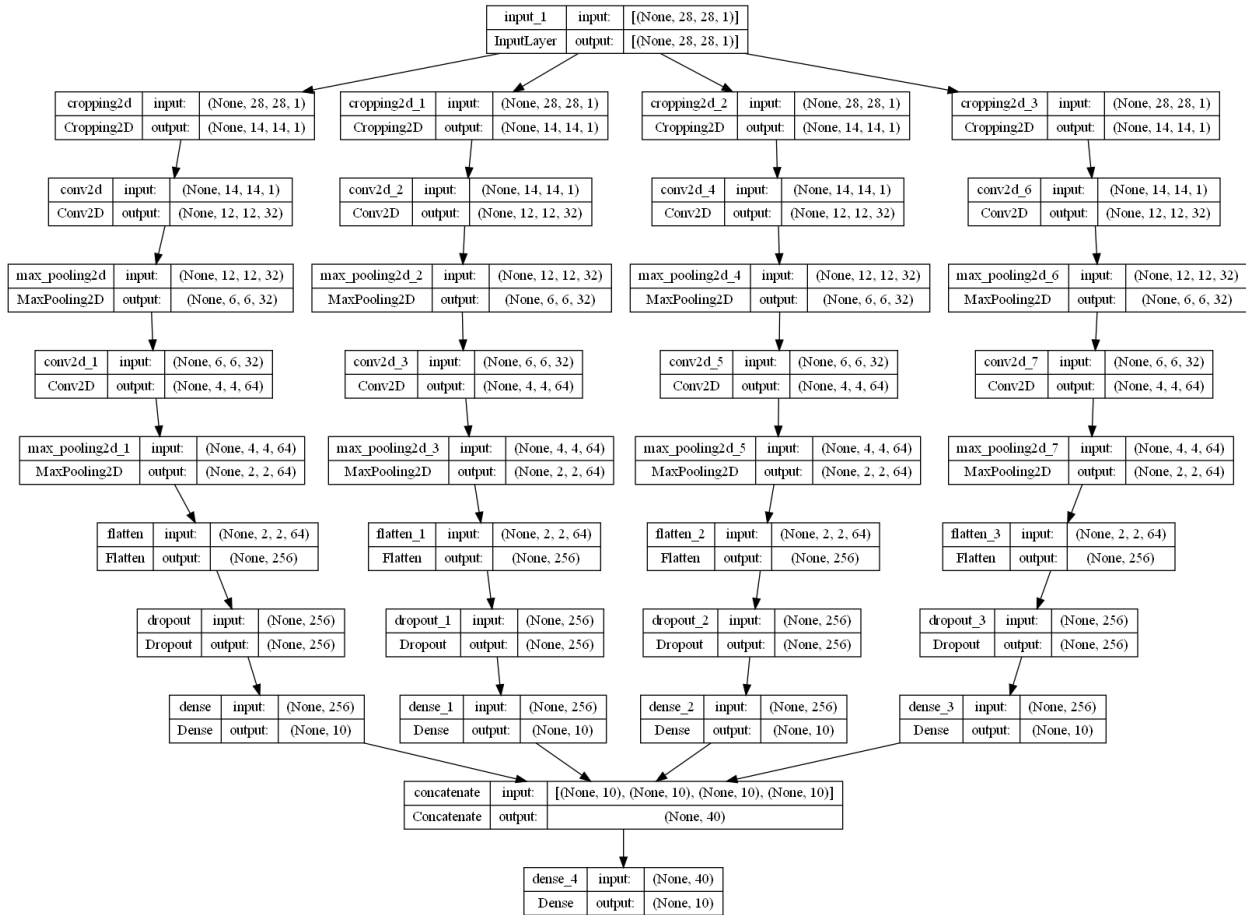 input_1 input: [(None, 28, 28, 1)]
InputLayer output: [(None, 28, 28, 1)]
cropping2d input: (None, 28, 28, 1) cropping2d_1 input: (None, 28, 28, 1) cropping2d_2 input: (None, 28, 28, 1) cropping2d_3 input: (None, 28, 28, 1)
Cropping2D output: (None, 14, 14, 1) Cropping2D output: (None, 14, 14, 1) Cropping2D output: (None, 14, 14, 1) Cropping2D output: (None, 14, 14, 1)
conv2d input: (None, 14, 14, 1) conv2d_2 input: (None, 14, 14, 1) conv2d_4 input: (None, 14, 14, 1) conv2d_6 input: (None, 14, 14, 1)
Conv2D output: (None, 12, 12, 32) Conv2D output: (None, 12, 12, 32) Conv2D output: (None, 12, 12, 32) Conv2D output: (None, 12, 12, 32)
max_pooling2d input: (None, 12, 12, 32) max_pooling2d_2 input: (None, 12, 12, 32) max_pooling2d_4 input: (None, 12, 12, 32) max_pooling2d_6 input: (None, 12, 12, 32)
MaxPooling2D output: (None, 6, 6, 32) MaxPooling2D output: (None, 6, 6, 32) MaxPooling2D output: (None, 6, 6, 32) MaxPooling2D output: (None, 6, 6, 32)
conv2d_1 input: (None, 6, 6, 32) conv2d_3 input: (None, 6, 6, 32) conv2d_5 input: (None, 6, 6, 32) conv2d_7 input: (None, 6, 6, 32)
Conv2D output: (None, 4, 4, 64) Conv2D output: (None, 4, 4, 64) Conv2D output: (None, 4, 4, 64) Conv2D output: (None, 4, 4, 64)
max_pooling2d_1 input: (None, 4, 4, 64) max_pooling2d_3 input: (None, 4, 4, 64) max_pooling2d_5 input: (None, 4, 4, 64) max_pooling2d_7 input: (None, 4, 4, 64)
MaxPooling2D output: (None, 2, 2, 64) MaxPooling2D output: (None, 2, 2, 64) MaxPooling2D output: (None, 2, 2, 64) MaxPooling2D output: (None, 2, 2, 64)
flatten input: (None, 2, 2, 64) flatten_1 input: (None, 2, 2, 64) flatten_2 input: (None, 2, 2, 64) flatten_3 input: (None, 2, 2, 64)
Flatten output: (None, 256) Flatten output: (None, 256) Flatten output: (None, 256) Flatten output: (None, 256)
dropout input: (None, 256) dropout_1 input: (None, 256) dropout_2 input: (None, 256) dropout_3 input: (None, 256)
Dropout output: (None, 256) Dropout output: (None, 256) Dropout output: (None, 256) Dropout output: (None, 256)
dense input: (None, 256) dense_1 input: (None, 256) dense_2 input: (None, 256) dense_3 input: (None, 256)
Dense output: (None, 10) Dense output: (None, 10) Dense output: (None, 10) Dense output: (None, 10)
concatenate input: [(None, 10), (None, 10), (None, 10), (None, 10)]
Concatenate output: (None, 40)
dense_4 input: (None, 40)
Dense output: (None, 10)